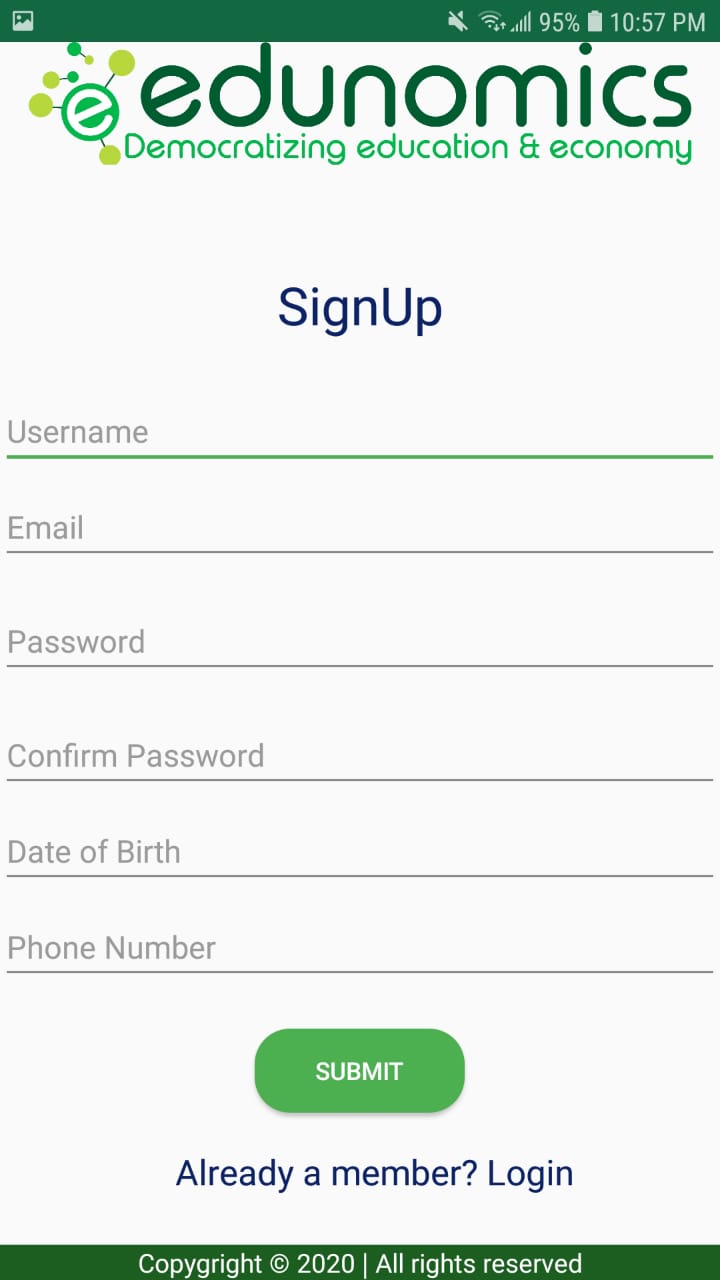 95% 10:57 PM
e edunomics
Democratizing education & economy
SignUp
Username
Email
Password
Confirm Password
Date of Birth
Phone Number
SUBMIT
Already a member? Login
Copygright © 2020 | All rights reserved